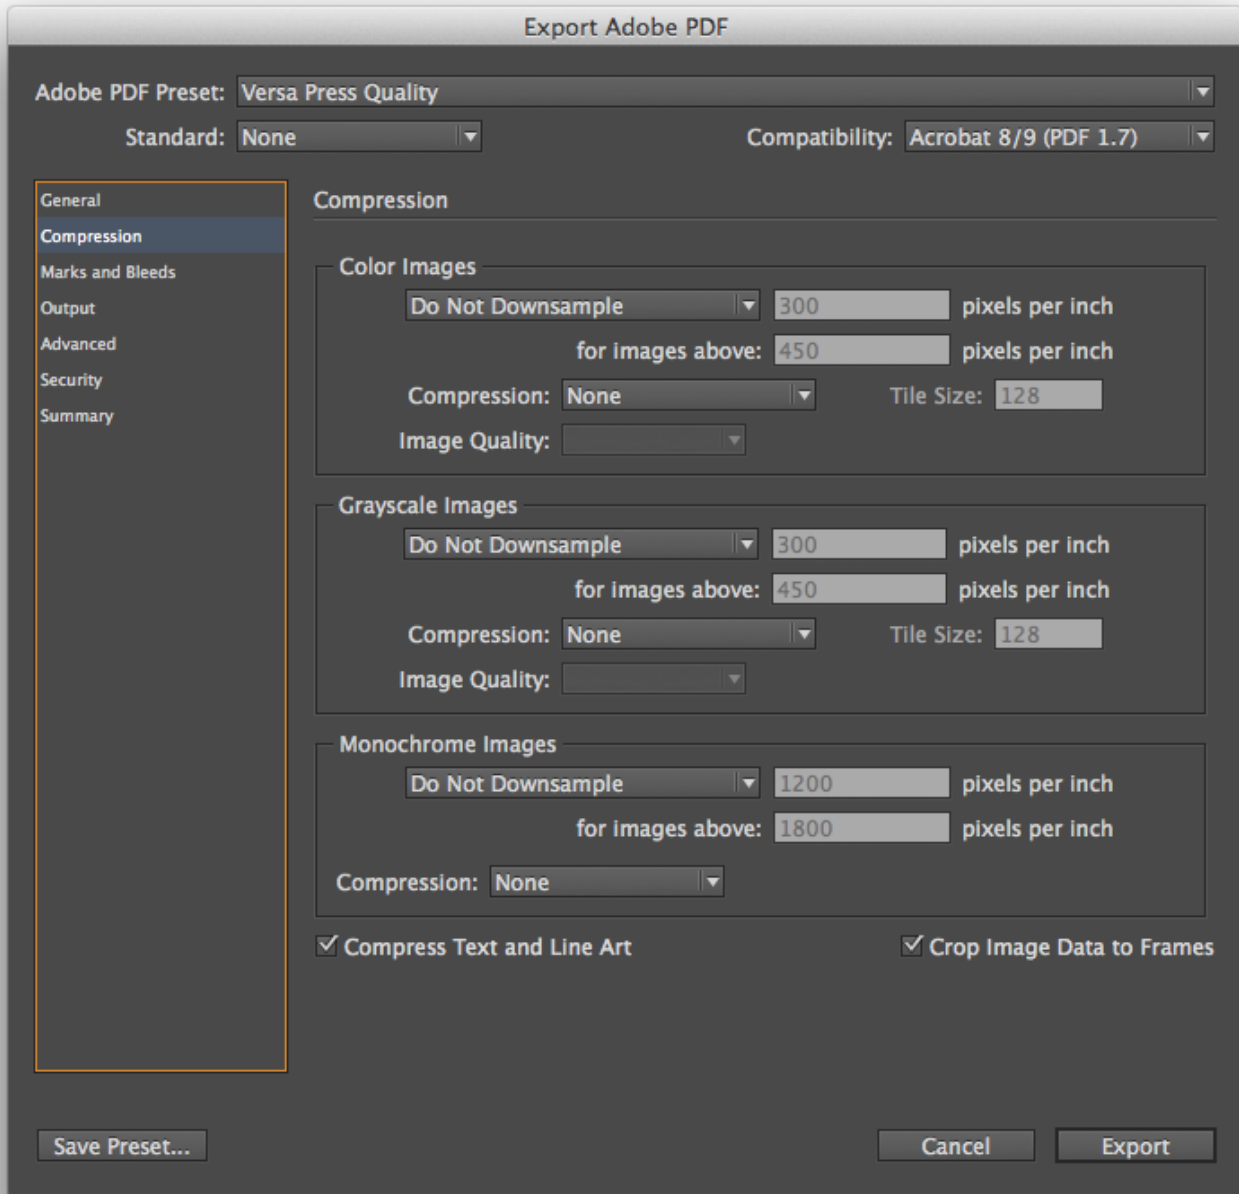 Export Adobe PDF
Adobe PDF Preset: Versa Press Quality
Standard: None Compatibility: Acrobat 8/9 (PDF 1.7)
General
Compression
Marks and Bleeds
Output
Advanced
Security
Summary
Compression
Color Images
Do Not Downsample 300 pixels per inch
for images above: 450 pixels per inch
Compression: None Tile Size: 128
Image Quality:
Grayscale Images
Do Not Downsample 300 pixels per inch
for images above: 450 pixels per inch
Compression: None Tile Size: 128
Image Quality:
Monochrome Images
Do Not Downsample 1200 pixels per inch
for images above: 1800 pixels per inch
Compression: None
Compress Text and Line Art Crop Image Data to Frames
Save Preset... Cancel Export